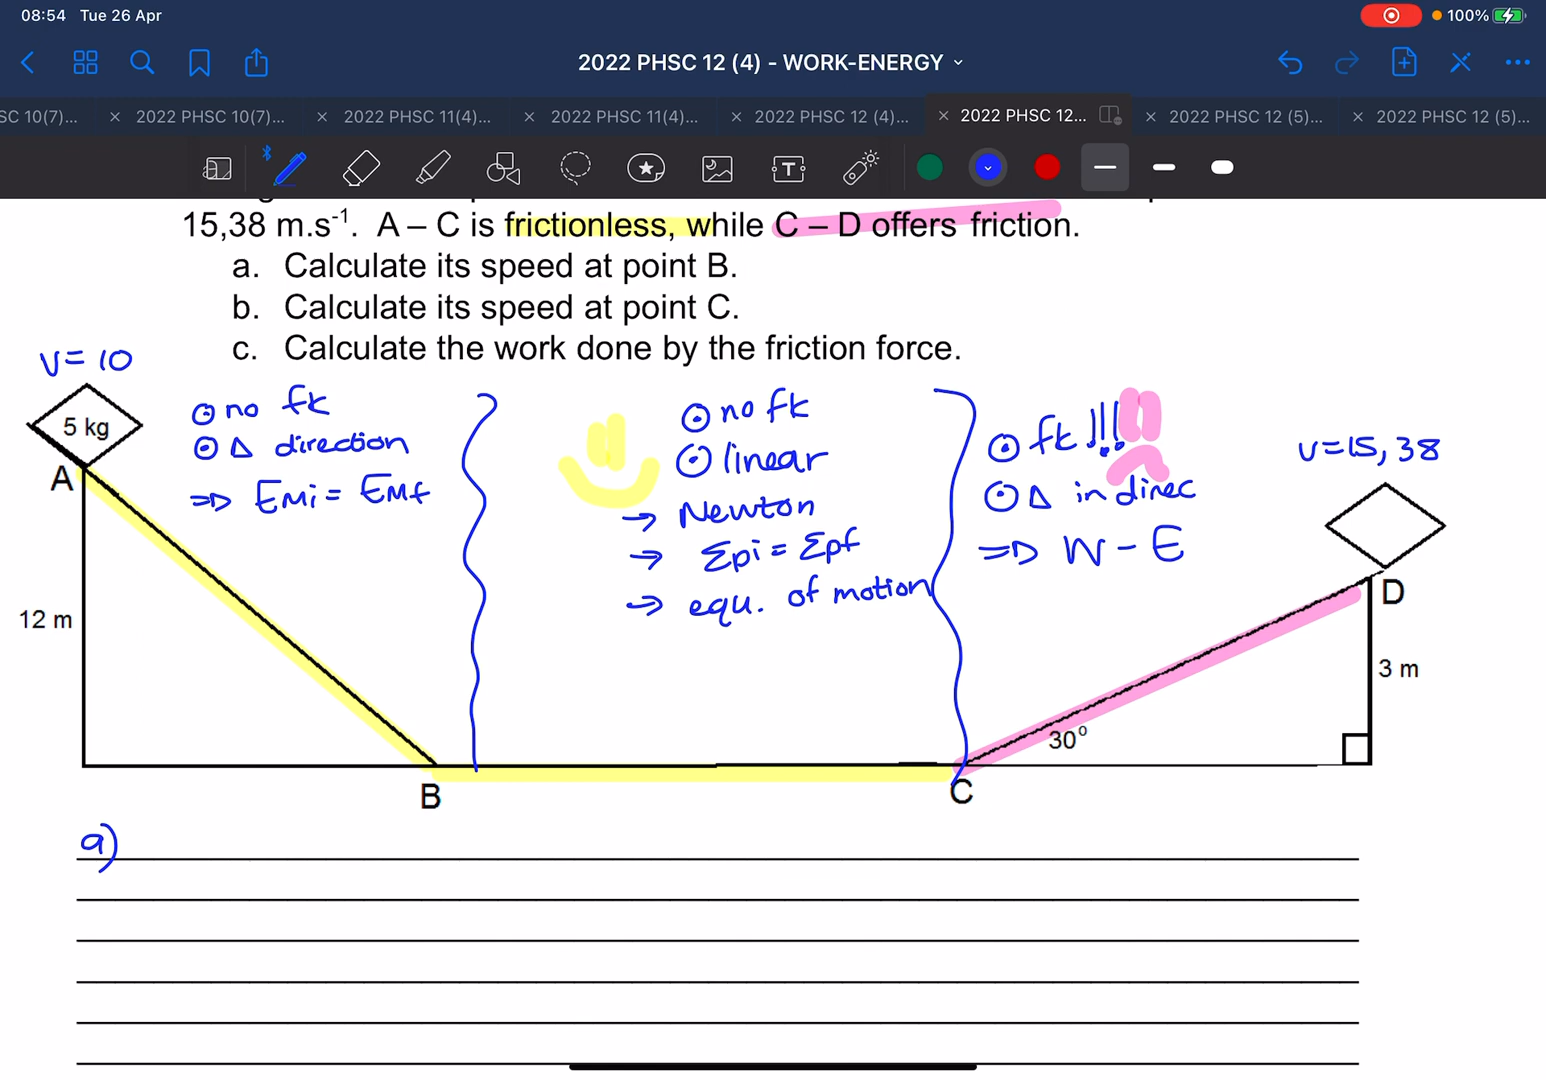 08:54 Tue 26 Apr
100%
2022 PHSC 12 (4) - WORK-ENERGY
SC 10(7)... × 2022 PHSC 10(7)... × 2022 PHSC 11(4)... × 2022 PHSC 11(4)... × 2022 PHSC 12 (4)... × 2022 PHSC 12... × 2022 PHSC 12 (5)... × 2022 PHSC 12 (5)...
T
15,38 m.s⁻¹. A – C is frictionless, while C – D offers friction.
a. Calculate its speed at point B.
b. Calculate its speed at point C.
c. Calculate the work done by the friction force.
V= 10
5 kg
A
12 m
⊙ no fk
⊙ Δ direction
⇒ EMi = EMf
⊙ no fk
⊙ linear
→ Newton
→ Σpi = Σpf
→ equ. of motion
⊙ fk !!!
⊙ Δ in direc
⇒ W - E
V=15,38
D
3 m
30°
B
C
a)